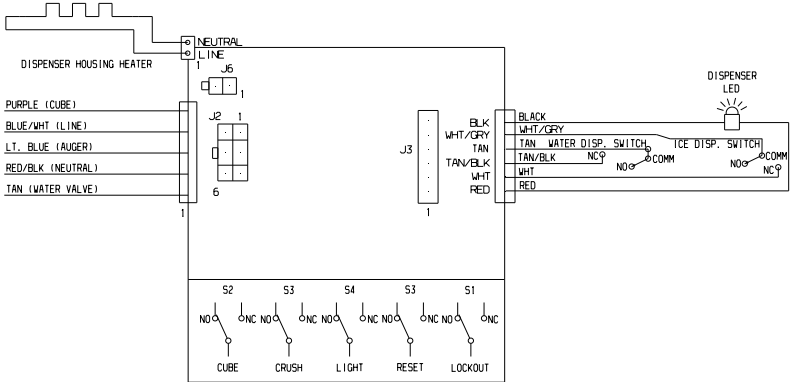 NEUTRAL
LINE
1
DISPENSER HOUSING HEATER
J6
1
DISPENSER
LED
PURPLE (CUBE)
BLUE/WHT (LINE)
LT. BLUE (AUGER)
RED/BLK (NEUTRAL)
TAN (WATER VALVE)
1
J2 1
6
J3
1
BLK
WHT/GRY
TAN
TAN/BLK
WHT
RED
BLACK
WHT/GRY
TAN WATER DISP. SWITCH ICE DISP. SWITCH
TAN/BLK NC COMM COMM
NO NO
WHT NC
RED
S2 S3 S4 S3 S1
NO NC NO NC NO NC NO NC NO NC
CUBE CRUSH LIGHT RESET LOCKOUT